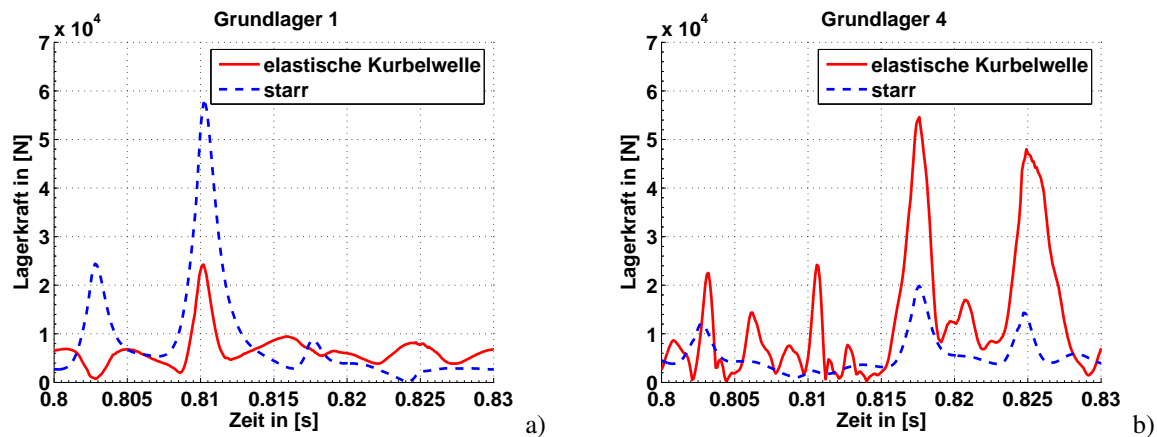 Grundlager 1
x 10^4
7
6
5
4
3
2
1
0
Lagerkraft in [N]
elastische Kurbelwelle
starr
0.8 0.805 0.81 0.815 0.82 0.825 0.83
Zeit in [s]
a)
Grundlager 4
x 10^4
7
6
5
4
3
2
1
0
Lagerkraft in [N]
elastische Kurbelwelle
starr
0.8 0.805 0.81 0.815 0.82 0.825 0.83
Zeit in [s]
b)